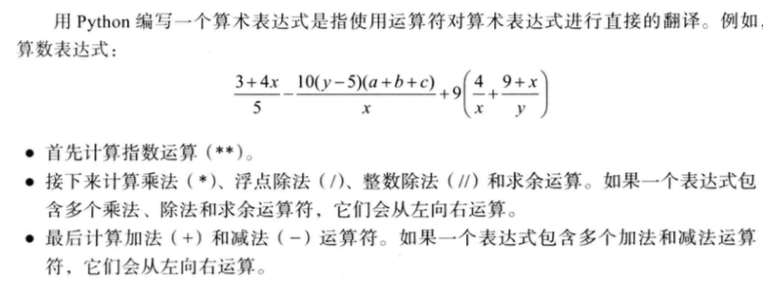 用 Python 编写一个算术表达式是指使用运算符对算术表达式进行直接的翻译。例如,
算数表达式：
\frac{3+4x}{5}-\frac{10(y-5)(a+b+c)}{x}+9\left(\frac{4}{x}+\frac{9+x}{y}\right)
● 首先计算指数运算（**）。
● 接下来计算乘法（*）、浮点除法（/）、整数除法（//）和求余运算。如果一个表达式包
含多个乘法、除法和求余运算符，它们会从左向右运算。
● 最后计算加法（+）和减法（−）运算符。如果一个表达式包含多个加法和减法运算
符，它们会从左向右运算。